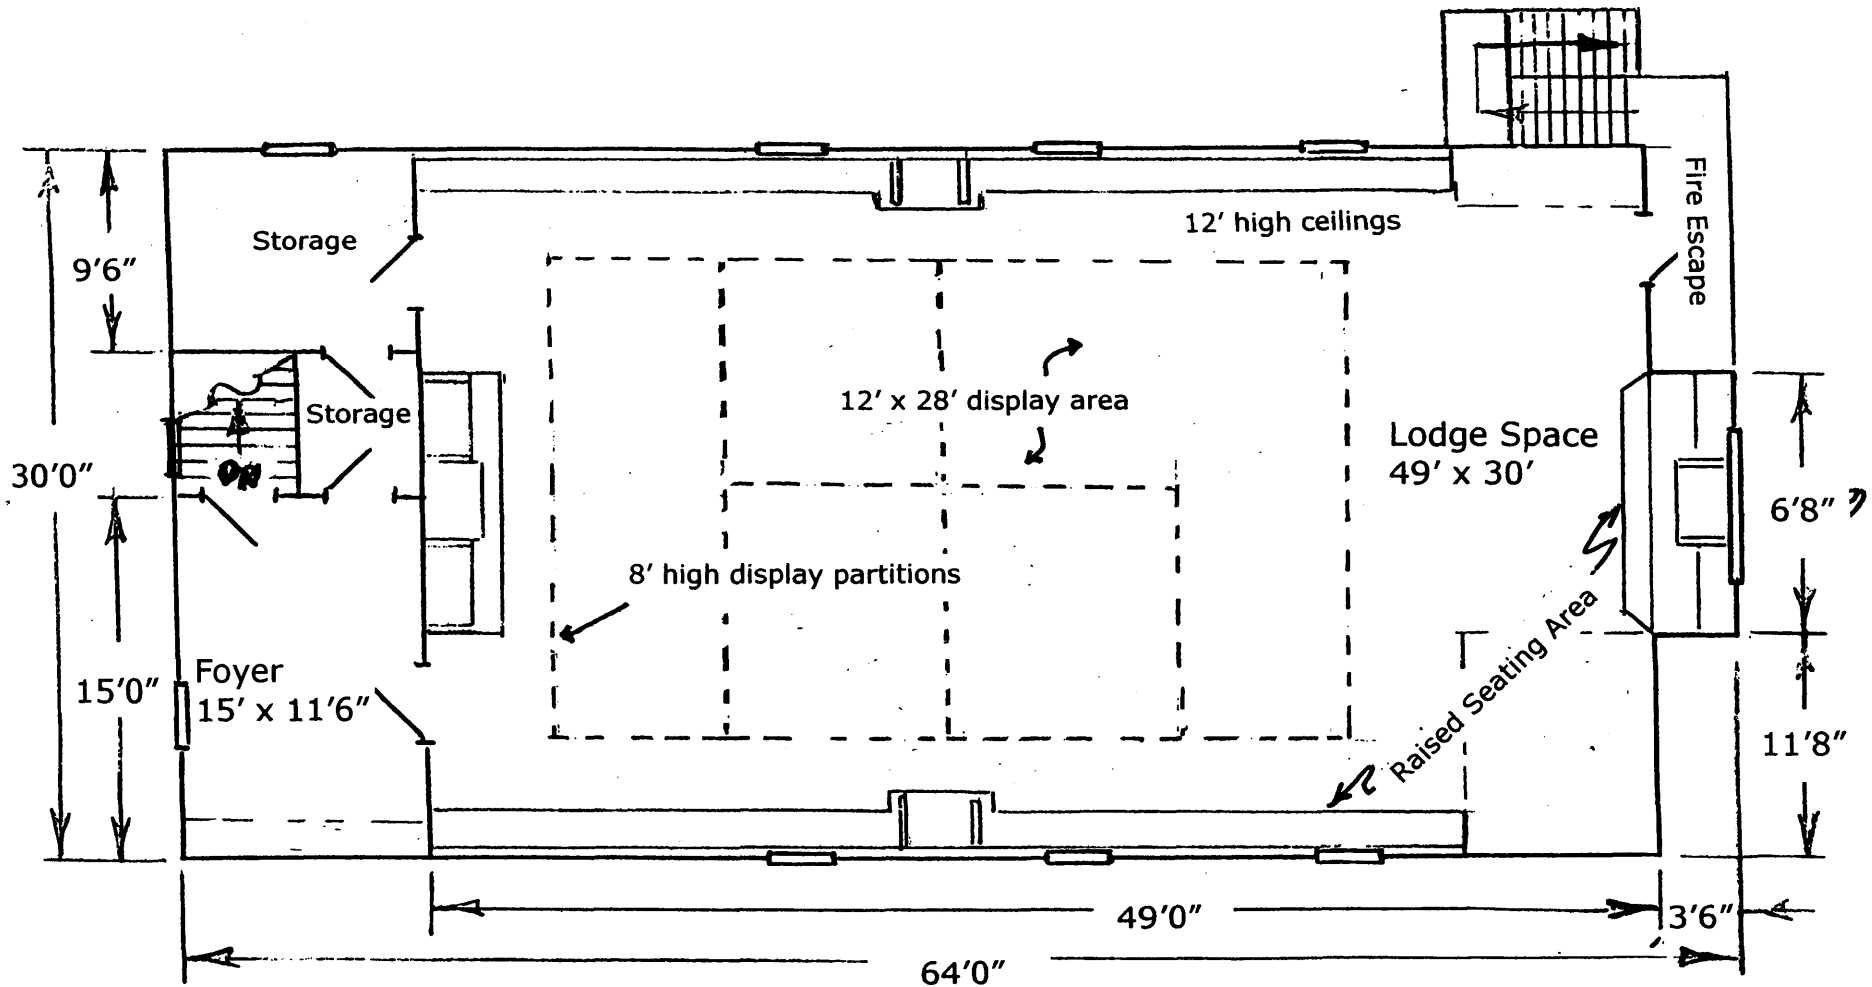 Fire Escape
12’ high ceilings
Storage
9’6”
Storage
12’ x 28’ display area
Lodge Space
49’ x 30’
30’0”
6’8”
8’ high display partitions
Raised Seating Area
Foyer
15’ x 11’6”
15’0”
11’8”
49’0”
3’6”
64’0”